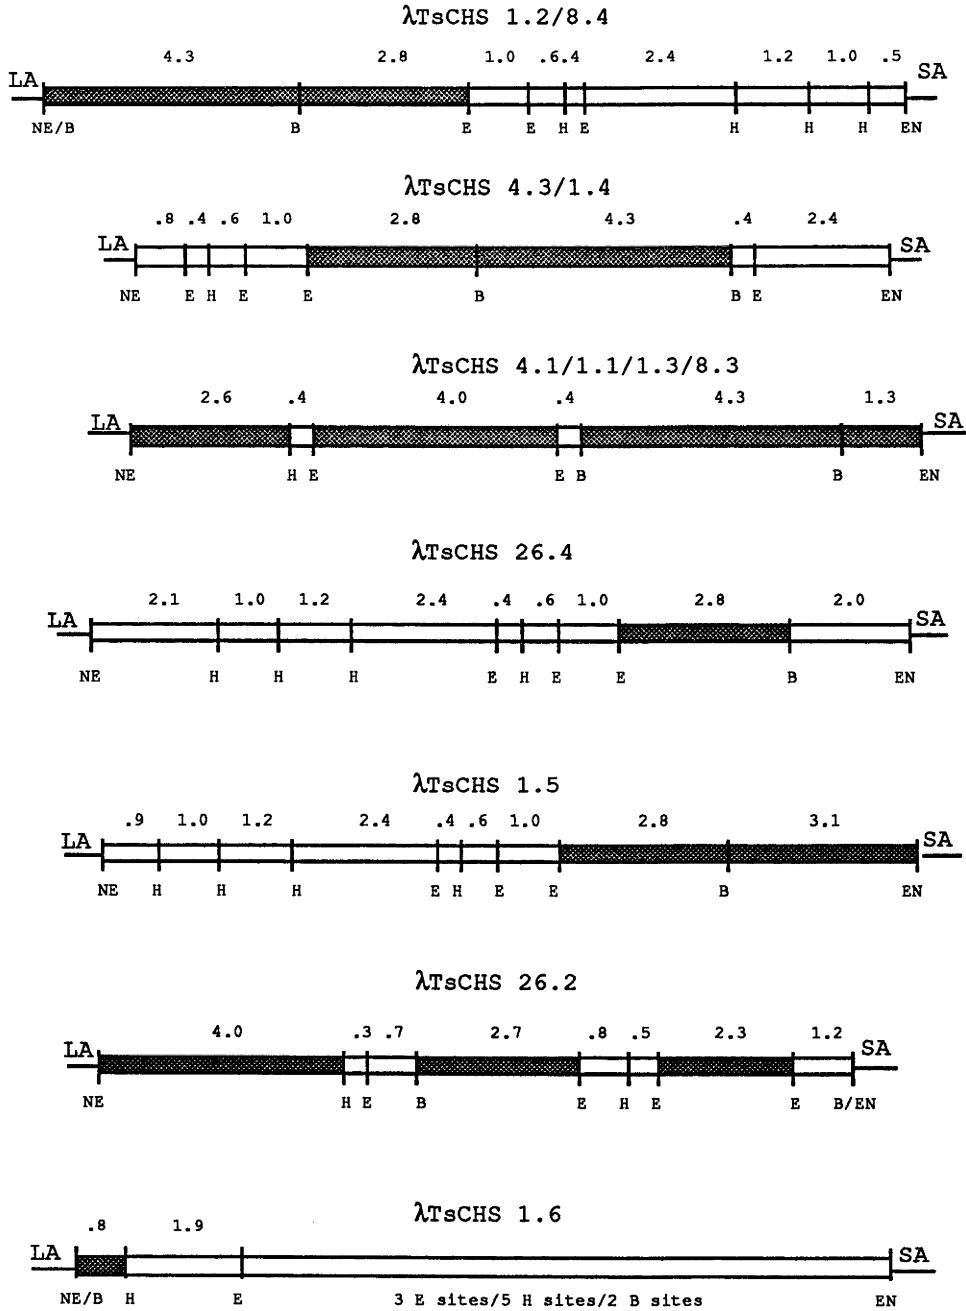 λTsCHS 1.2/8.4
4.3 2.8 1.0 .6 .4 2.4 1.2 1.0 .5
LA SA
NE/B B E E H E H H H EN
λTsCHS 4.3/1.4
.8 .4 .6 1.0 2.8 4.3 .4 2.4
LA SA
NE E H E E B B E EN
λTsCHS 4.1/1.1/1.3/8.3
2.6 .4 4.0 .4 4.3 1.3
LA SA
NE H E E B B EN
λTsCHS 26.4
2.1 1.0 1.2 2.4 .4 .6 1.0 2.8 2.0
LA SA
NE H H H E H E E B EN
λTsCHS 1.5
.9 1.0 1.2 2.4 .4 .6 1.0 2.8 3.1
LA SA
NE H H H E H E E B EN
λTsCHS 26.2
4.0 .3 .7 2.7 .8 .5 2.3 1.2
LA SA
NE H E B E H E E B/EN
λTsCHS 1.6
.8 1.9
LA SA
NE/B H E 3 E sites/5 H sites/2 B sites EN